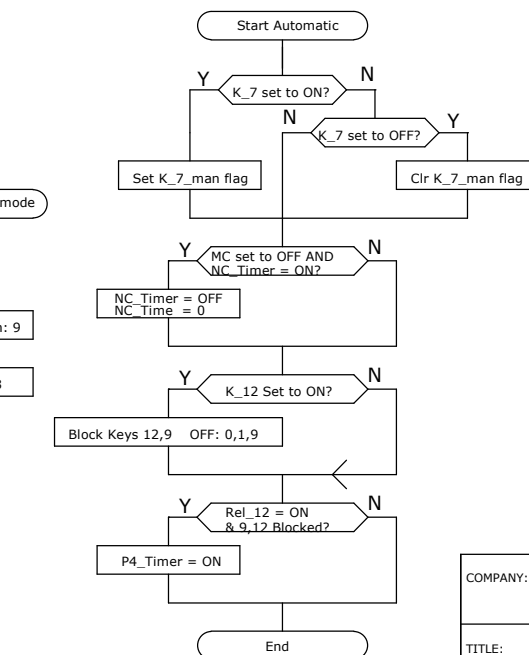 Start Automatic
Y
N
K_7 set to ON?
N
Y
K_7 set to OFF?
Set K_7_man flag
Clr K_7_man flag
mode
Y
N
MC set to OFF AND
NC_Timer = ON?
NC_Timer = OFF
NC_Time = 0
: 9
Y
N
K_12 Set to ON?
Block Keys 12,9 OFF: 0,1,9
Y
N
Rel_12 = ON
& 9,12 Blocked?
P4_Timer = ON
COMPANY:
End
TITLE: